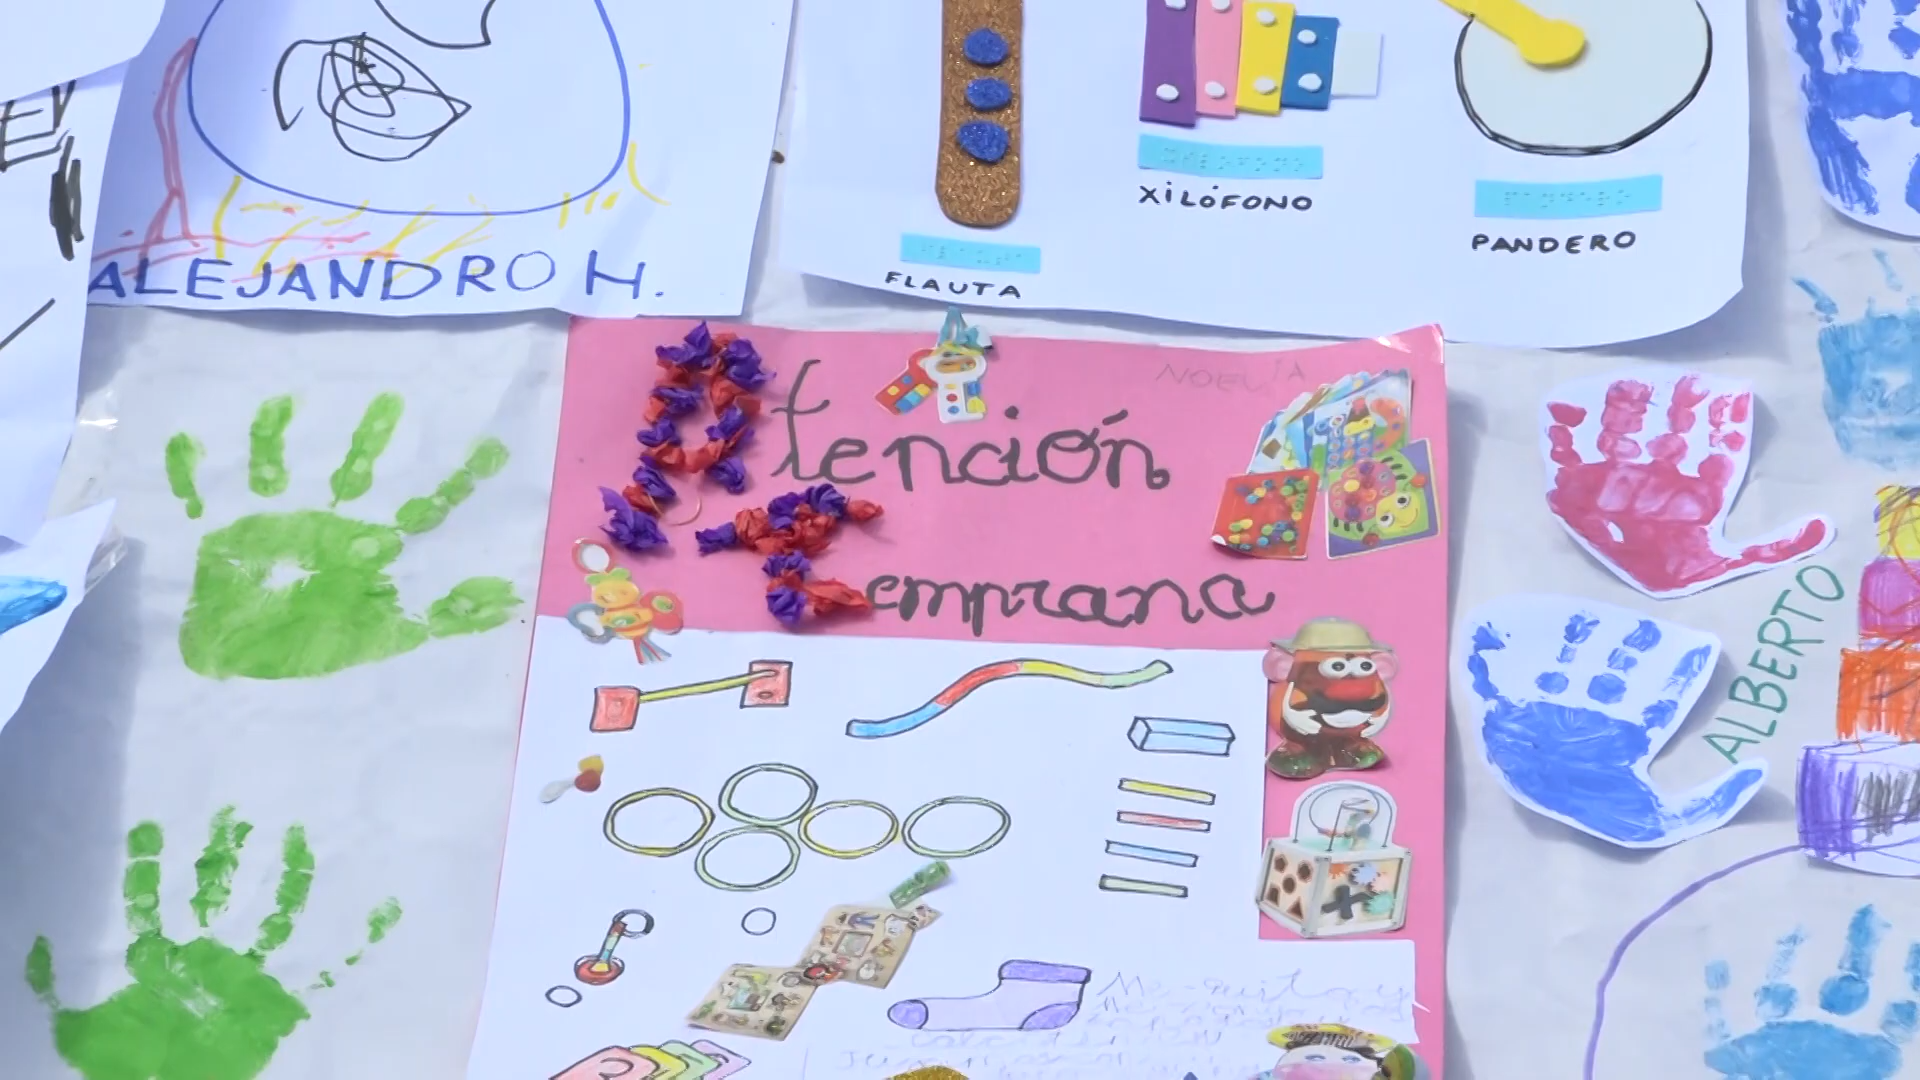 ALEJANDRO H.
FLAUTA
XiLÓFONO
PANDERO
NOELIA
Atención
Temprana
ALBERTO